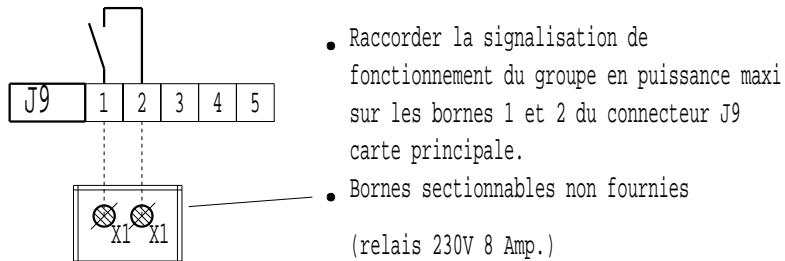 Raccorder la signalisation de
fonctionnement du groupe en puissance maxi
sur les bornes 1 et 2 du connecteur J9
carte principale.
Bornes sectionnables non fournies
(relais 230V 8 Amp.)
J9 1 2 3 4 5
X1 X1